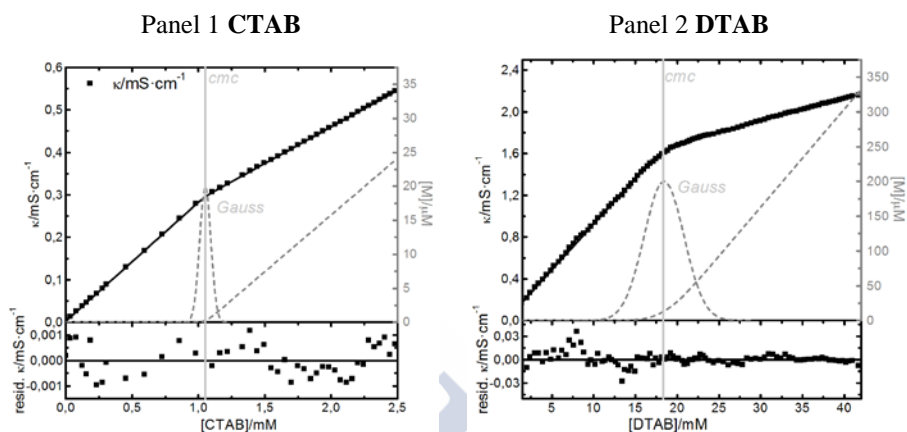 Panel 1 CTAB
Panel 2 DTAB
0,6
0,5
0,4
0,3
0,2
0,1
0,0
κ/mS·cm⁻¹
κ/mS·cm⁻¹
cmc
Gauss
35
30
25
20
15
10
5
0
[M]/μM
0,001
0,000
-0,001
resid. κ/mS·cm⁻¹
0,0 0,5 1,0 1,5 2,0 2,5
[CTAB]/mM
2,4
2,0
1,6
1,2
0,8
0,4
0,0
κ/mS·cm⁻¹
cmc
Gauss
350
300
250
200
150
100
50
0
[M]/μM
0,03
0,00
-0,03
resid. κ/mS·cm⁻¹
5 10 15 20 25 30 35 40
[DTAB]/mM